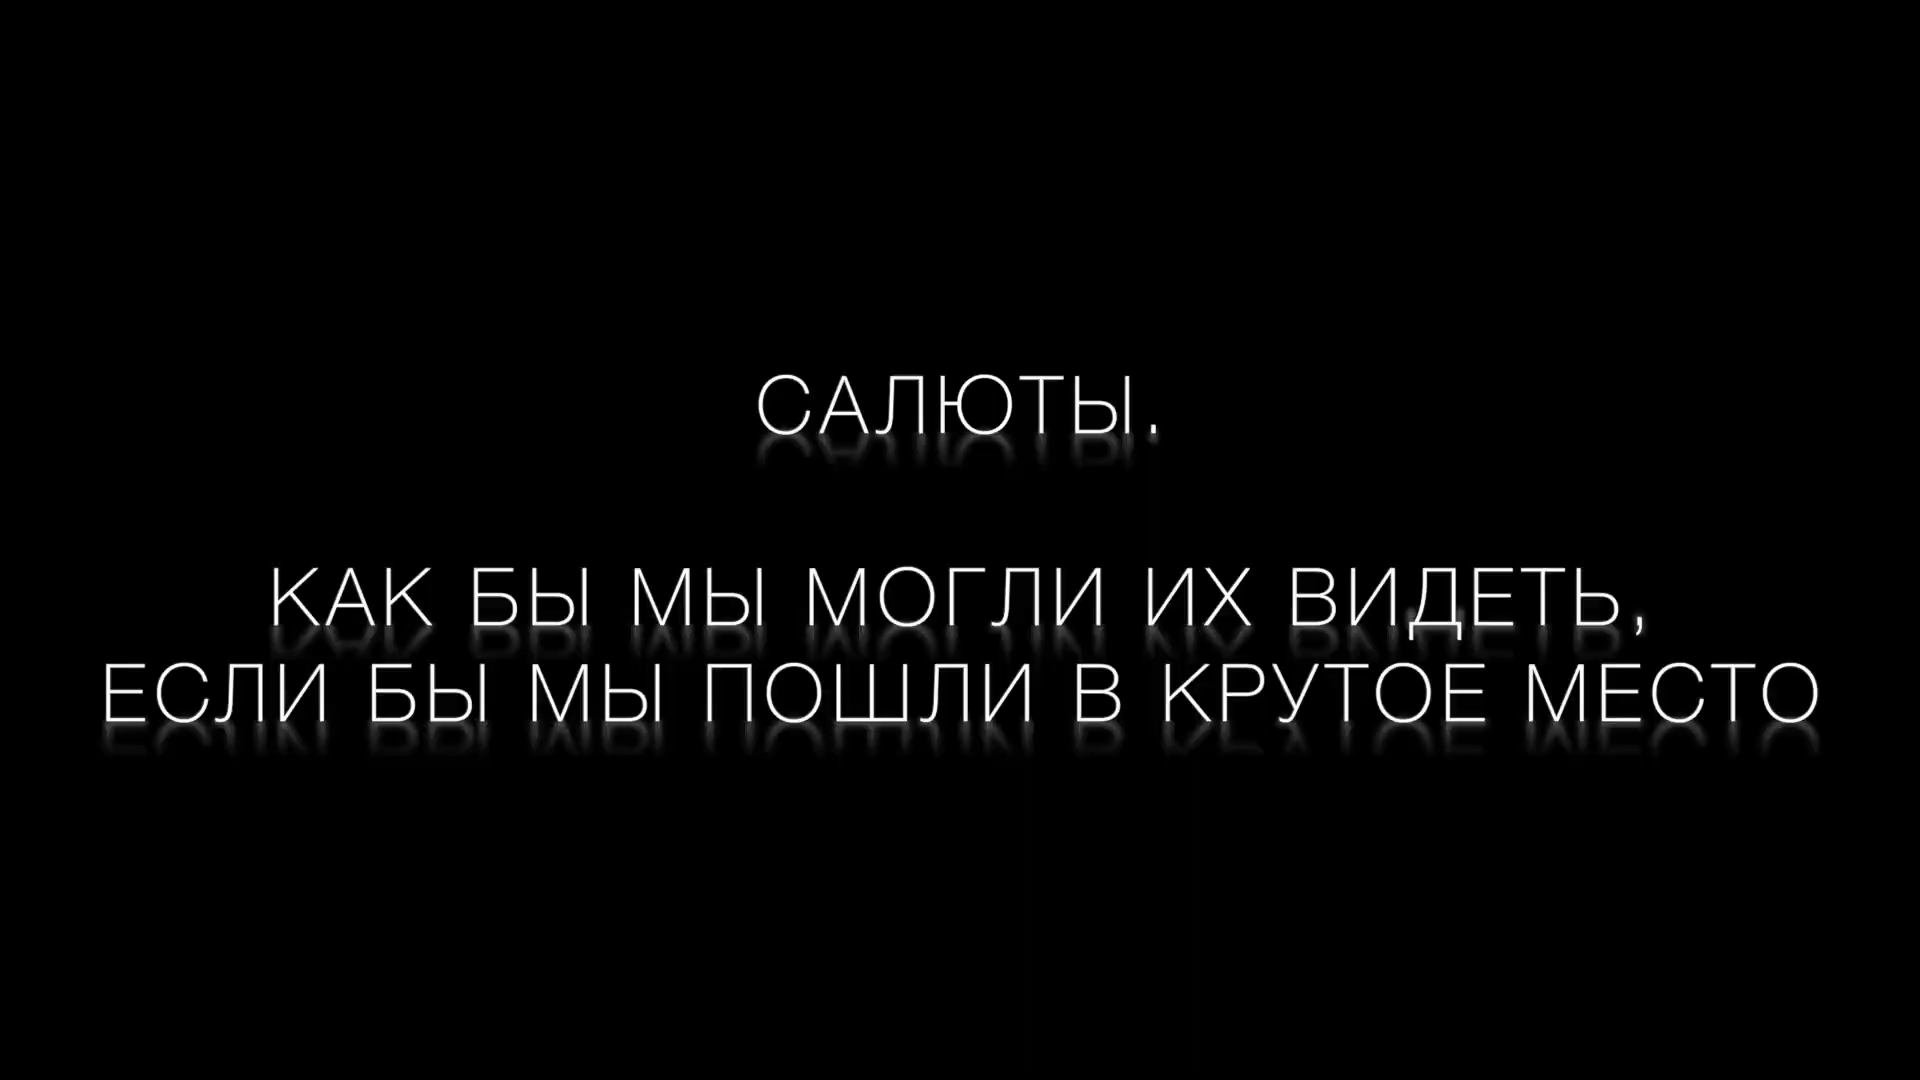 САЛЮТЫ.
КАК БЫ МЫ МОГЛИ ИХ ВИДЕТЬ,
ЕСЛИ БЫ МЫ ПОШЛИ В КРУТОЕ МЕСТО